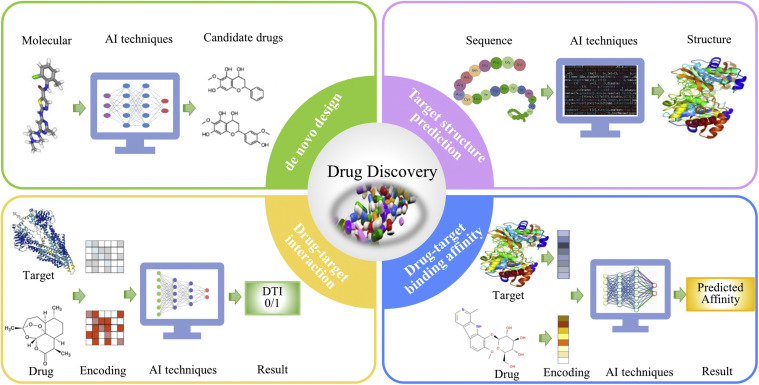 Molecular
AI techniques
Candidate drugs
de novo design
Sequence
AI techniques
Structure
Target structure
prediction
Drug Discovery
Target
Drug
Encoding
AI techniques
DTI
0/1
Result
Drug-target
interaction
Drug-target
binding affinity
Target
Drug
Encoding
AI techniques
Predicted
Affinity
Result